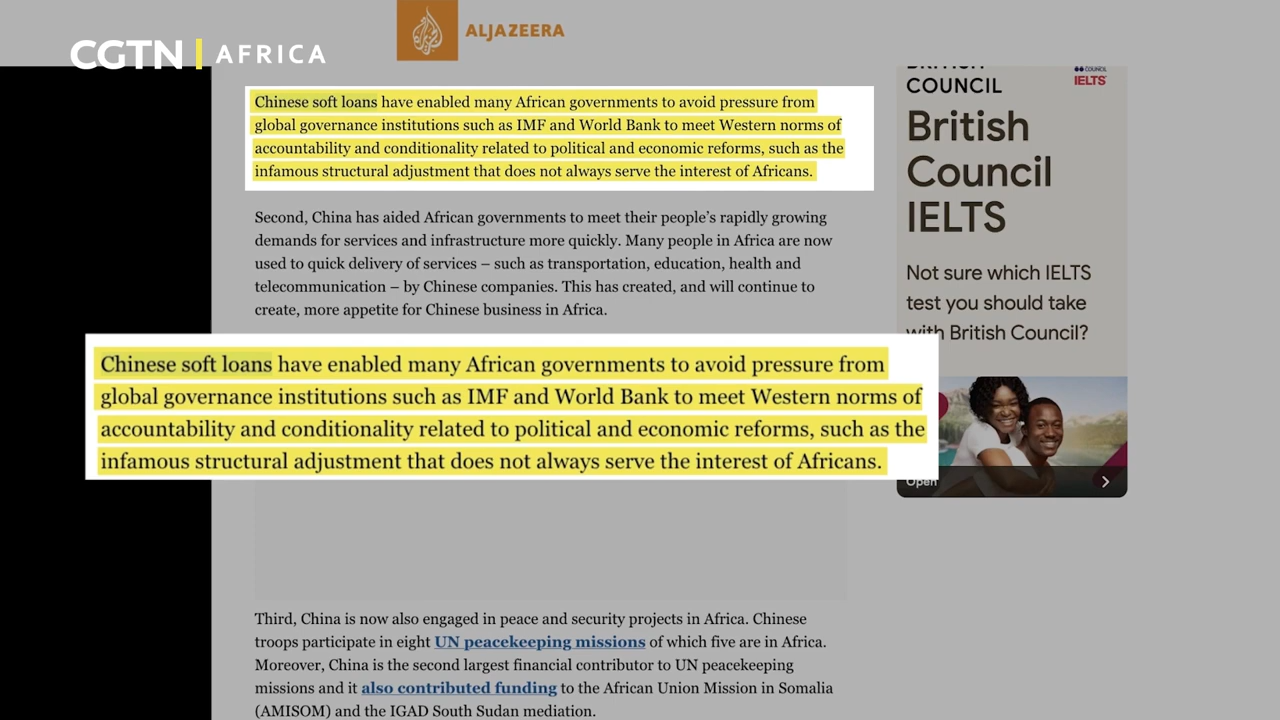 CGTN AFRICA
ALJAZEERA
Chinese soft loans have enabled many African governments to avoid pressure from
global governance institutions such as IMF and World Bank to meet Western norms of
accountability and conditionality related to political and economic reforms, such as the
infamous structural adjustment that does not always serve the interest of Africans.
Second, China has aided African governments to meet their people’s rapidly growing
demands for services and infrastructure more quickly. Many people in Africa are now
used to quick delivery of services – such as transportation, education, health and
telecommunication – by Chinese companies. This has created, and will continue to
create, more appetite for Chinese business in Africa.
Chinese soft loans have enabled many African governments to avoid pressure from
global governance institutions such as IMF and World Bank to meet Western norms of
accountability and conditionality related to political and economic reforms, such as the
infamous structural adjustment that does not always serve the interest of Africans.
Third, China is now also engaged in peace and security projects in Africa. Chinese
troops participate in eight UN peacekeeping missions of which five are in Africa.
Moreover, China is the second largest financial contributor to UN peacekeeping
missions and it also contributed funding to the African Union Mission in Somalia
(AMISOM) and the IGAD South Sudan mediation.
BRITISH
COUNCIL
COUNCIL
IELTS
British
Council
IELTS
Not sure which IELTS
test you should take
with British Council?
Open